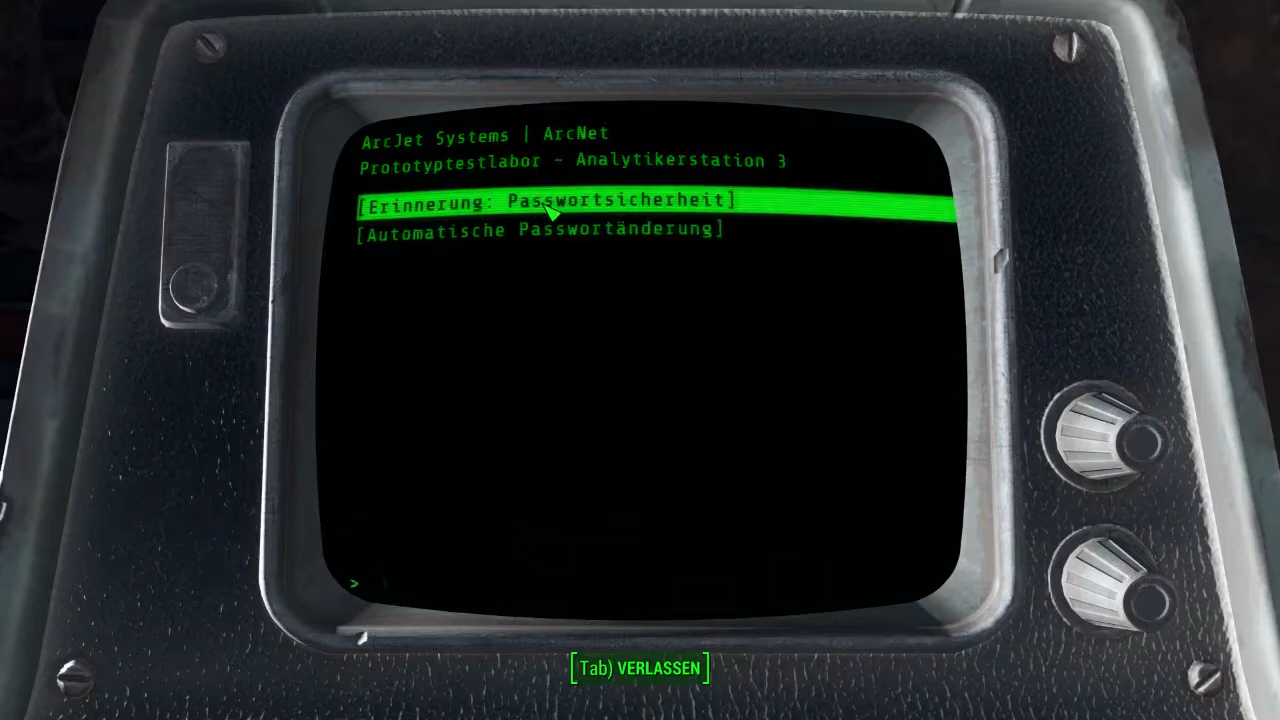 ArcJet Systems | ArcNet
Prototyptestlabor - Analytikerstation 3
[Erinnerung: Passwortsicherheit]
[Automatische Passwortänderung]
>
[Tab) VERLASSEN]